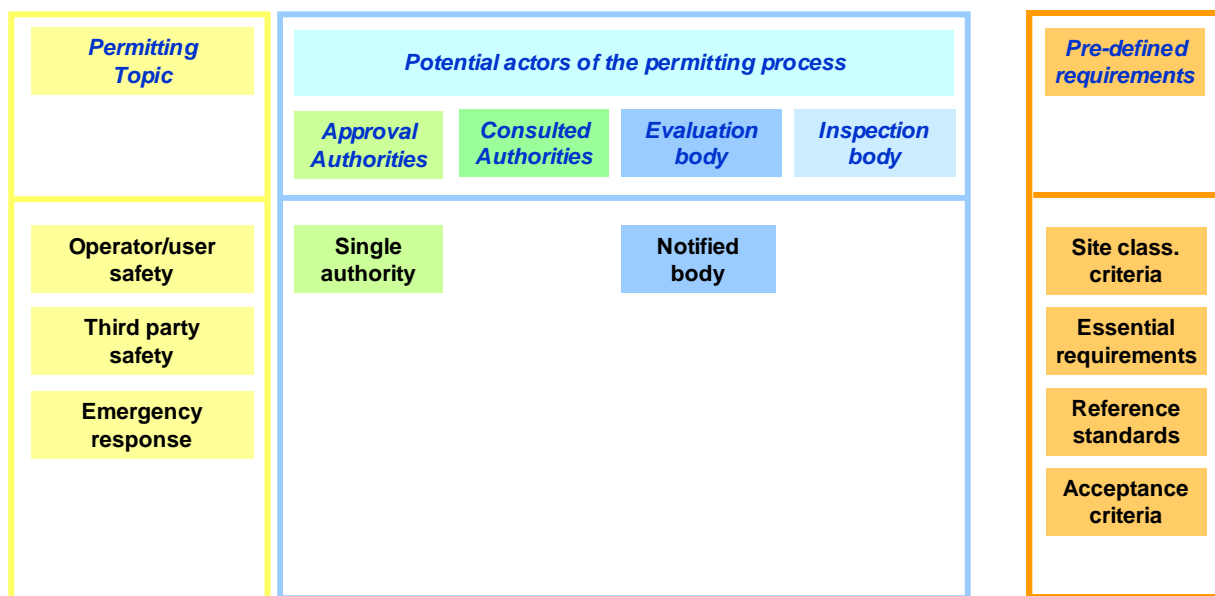 Permitting
Topic
Potential actors of the permitting process
Pre-defined
requirements
Approval
Authorities
Consulted
Authorities
Evaluation
body
Inspection
body
Operator/user
safety
Single
authority
Notified
body
Site class.
criteria
Third party
safety
Essential
requirements
Emergency
response
Reference
standards
Acceptance
criteria